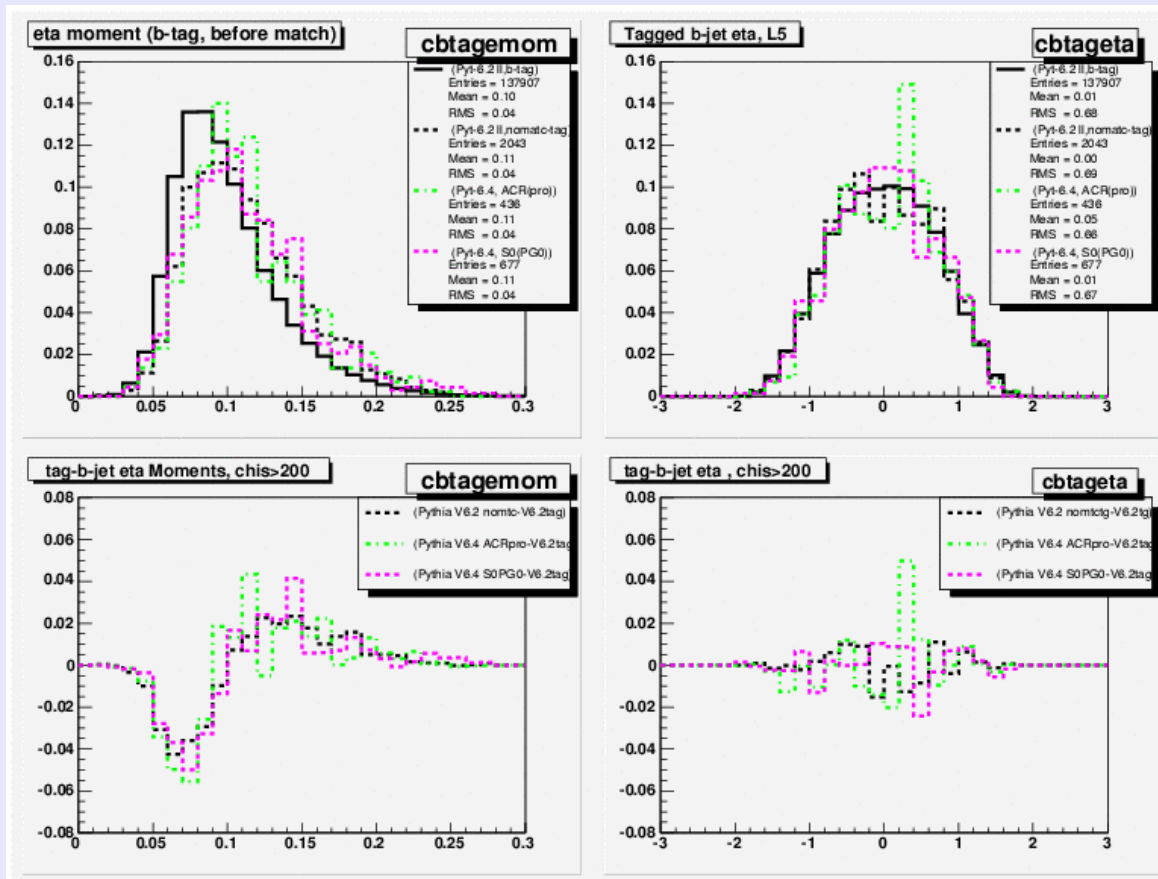 eta moment (b-tag, before match)
cbtagemom
(Pyt-6.2 II,b-tag)
Entries = 137907
Mean = 0.10
RMS = 0.04
(Pyt-6.2 II,nomatc-tag)
Entries = 2043
Mean = 0.11
RMS = 0.04
(Pyt-6.4, ACR(pro))
Entries = 436
Mean = 0.11
RMS = 0.04
(Pyt-6.4, S0(PG0))
Entries = 677
Mean = 0.11
RMS = 0.04
0.16
0.14
0.12
0.1
0.08
0.06
0.04
0.02
0
0 0.05 0.1 0.15 0.2 0.25 0.3
Tagged b-jet eta, L5
cbtageta
(Pyt-6.2 II,b-tag)
Entries = 137907
Mean = 0.01
RMS = 0.68
(Pyt-6.2 II,nomatc-tag)
Entries = 2043
Mean = 0.00
RMS = 0.69
(Pyt-6.4, ACR(pro))
Entries = 436
Mean = 0.05
RMS = 0.66
(Pyt-6.4, S0(PG0))
Entries = 677
Mean = 0.01
RMS = 0.67
0.16
0.14
0.12
0.1
0.08
0.06
0.04
0.02
0
-3 -2 -1 0 1 2 3
tag-b-jet eta Moments, chis>200
cbtagemom
(Pythia V6.2 nomtc-V6.2tag)
(Pythia V6.4 ACRpro-V6.2tag
(Pythia V6.4 S0PG0-V6.2tag)
0.08
0.06
0.04
0.02
0
-0.02
-0.04
-0.06
-0.08
0 0.05 0.1 0.15 0.2 0.25 0.3
tag-b-jet eta , chis>200
cbtageta
(Pythia V6.2 nomtctg-V6.2tg)
(Pythia V6.4 ACRpro-V6.2tag
(Pythia V6.4 S0PG0-V6.2tag)
0.08
0.06
0.04
0.02
0
-0.02
-0.04
-0.06
-0.08
-3 -2 -1 0 1 2 3